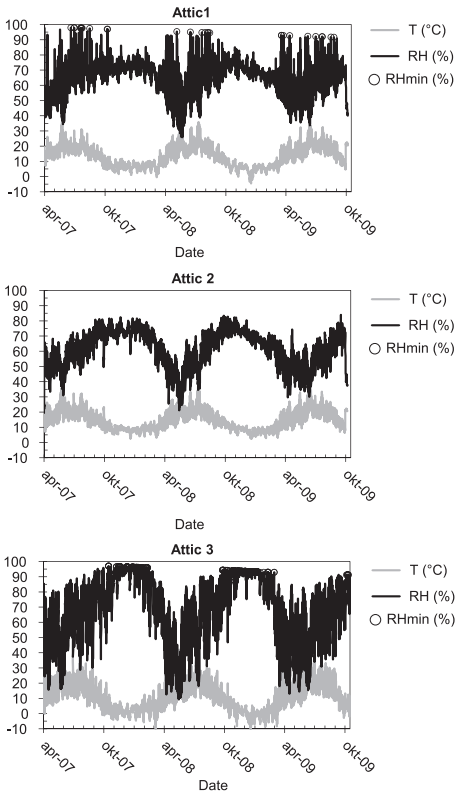 Attic1
100
90
80
70
60
50
40
30
20
10
0
-10
apr-07
okt-07
apr-08
okt-08
apr-09
okt-09
Date
T (°C)
RH (%)
RHmin (%)
Attic 2
100
90
80
70
60
50
40
30
20
10
0
-10
apr-07
okt-07
apr-08
okt-08
apr-09
okt-09
Date
T (°C)
RH (%)
RHmin (%)
Attic 3
100
90
80
70
60
50
40
30
20
10
0
-10
apr-07
okt-07
apr-08
okt-08
apr-09
okt-09
Date
T (°C)
RH (%)
RHmin (%)